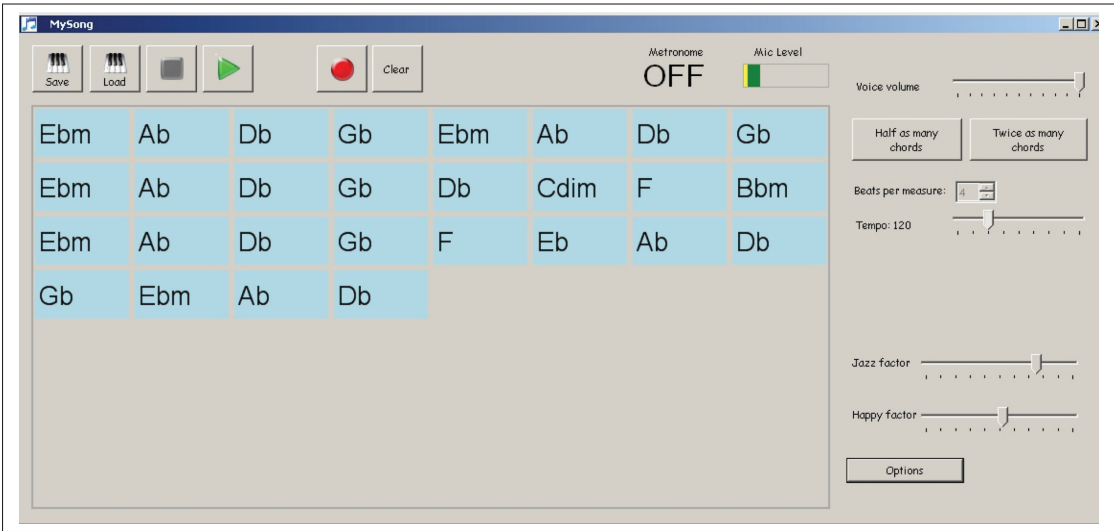 MySong
Save
Load
Clear
Metronome
OFF
Mic Level
Voice volume
Half as many
chords
Twice as many
chords
Beats per measure: 4
Tempo: 120
Ebm Ab Db Gb Ebm Ab Db Gb
Ebm Ab Db Gb Db Cdim F Bbm
Ebm Ab Db Gb F Eb Ab Db
Gb Ebm Ab Db
Jazz factor
Happy factor
Options